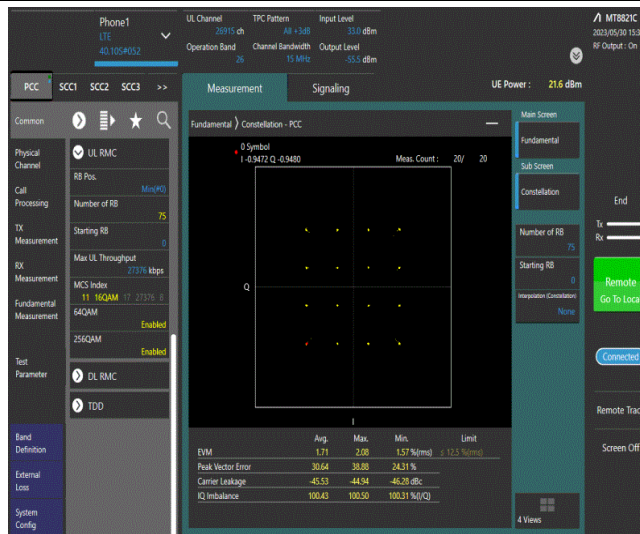 Phone1
LTE
40.105#052
UL Channel
26915 ch
TPC Pattern
All +3dB
Input Level
33.0 dBm
Operation Band
26
Channel Bandwidth
15 MHz
Output Level
-55.5 dBm
MT8821C
2023/05/30 15:3
RF Output : On
PCC
SCC1
SCC2
SCC3
>>
Measurement
Signaling
UE Power : 21.6 dBm
Common
Physical
Channel
Call
Processing
TX
Measurement
RX
Measurement
Fundamental
Measurement
Test
Parameter
Band
Definition
External
Loss
System
Config
UL RMC
RB Pos.
Min(#0)
Number of RB
75
Starting RB
0
Max UL Throughput
27376 kbps
MCS Index
11 16QAM 17 27376 8
64QAM
Enabled
256QAM
Enabled
DL RMC
TDD
Fundamental 〉 Constellation - PCC
0 Symbol
I -0.9472 Q -0.9480
Meas. Count : 20/ 20
Q
I
Avg. Max. Min. Limit
EVM 1.71 2.08 1.57 %(rms) ≤ 12.5 %(rms)
Peak Vector Error 30.64 38.88 24.31 %
Carrier Leakage -45.53 -44.94 -46.28 dBc
IQ Imbalance 100.43 100.50 100.31 %(I/Q)
Main Screen
Fundamental
Sub Screen
Constellation
Number of RB
75
Starting RB
0
Interpolation (Constellation)
None
4 Views
End
Tx
Rx
Remote
Go To Loca
Connected
Remote Trac
Screen Off